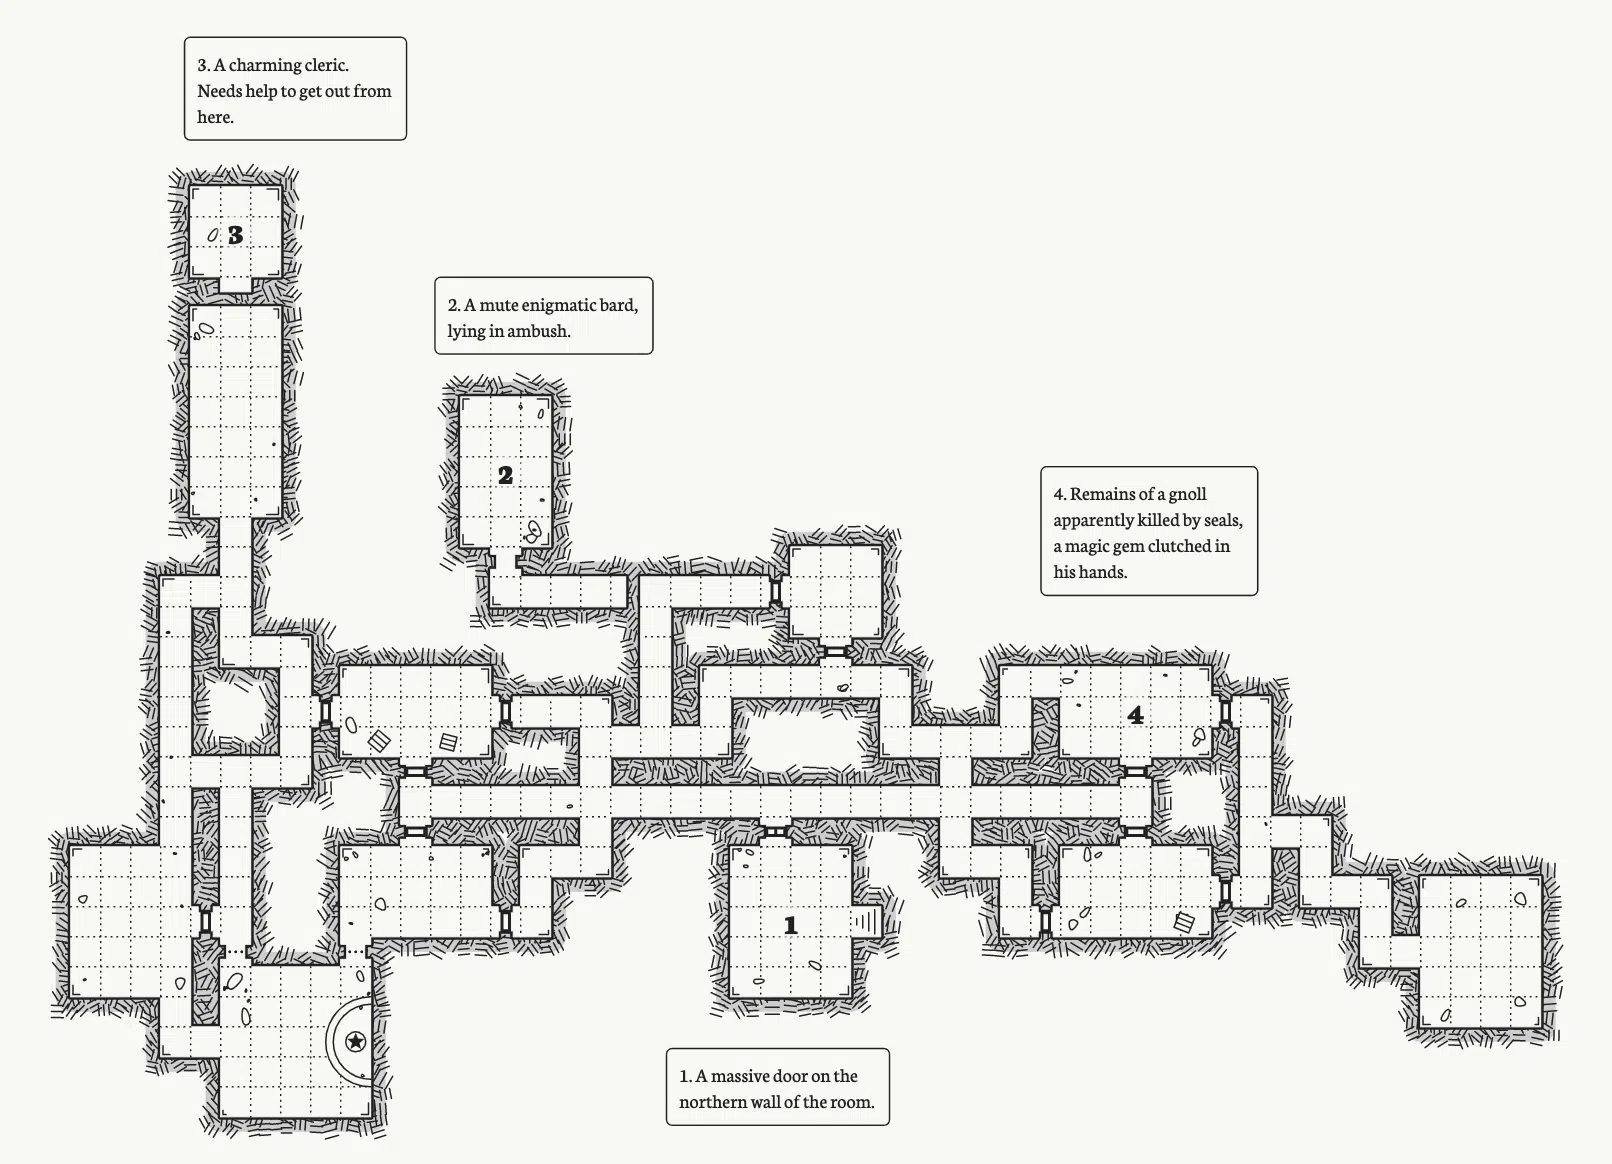 3. A charming cleric.
Needs help to get out from
here.
3
2. A mute enigmatic bard,
lying in ambush.
2
4. Remains of a gnoll
apparently killed by seals,
a magic gem clutched in
his hands.
4
1
1. A massive door on the
northern wall of the room.